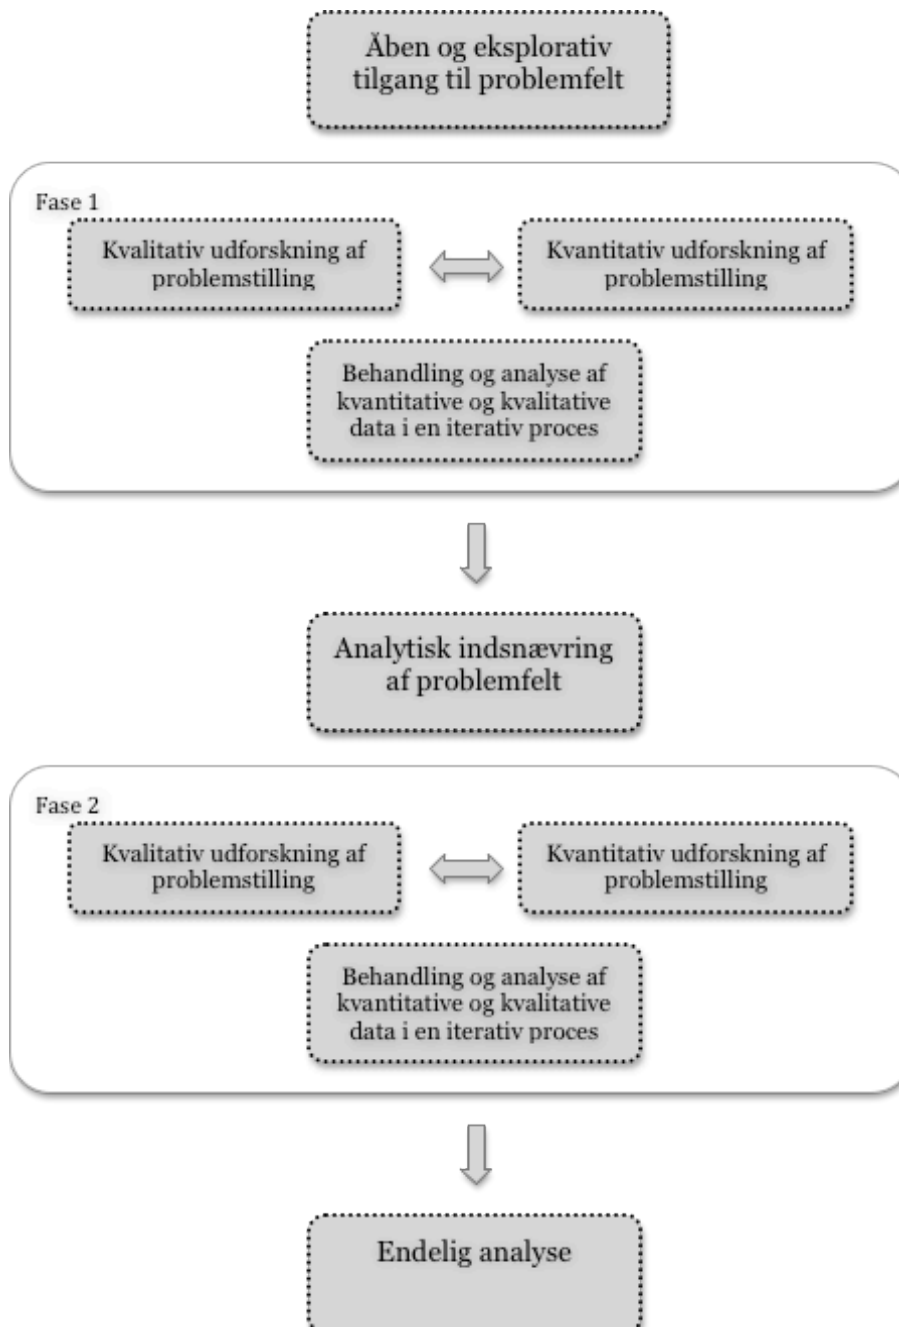 Åben og eksplorativ
tilgang til problemfelt
Fase 1
Kvalitativ udforskning af
problemstilling
Kvantitativ udforskning af
problemstilling
Behandling og analyse af
kvantitative og kvalitative
data i en iterativ proces
Analytisk indsnævring
af problemfelt
Fase 2
Kvalitativ udforskning af
problemstilling
Kvantitativ udforskning af
problemstilling
Behandling og analyse af
kvantitative og kvalitative
data i en iterativ proces
Endelig analyse